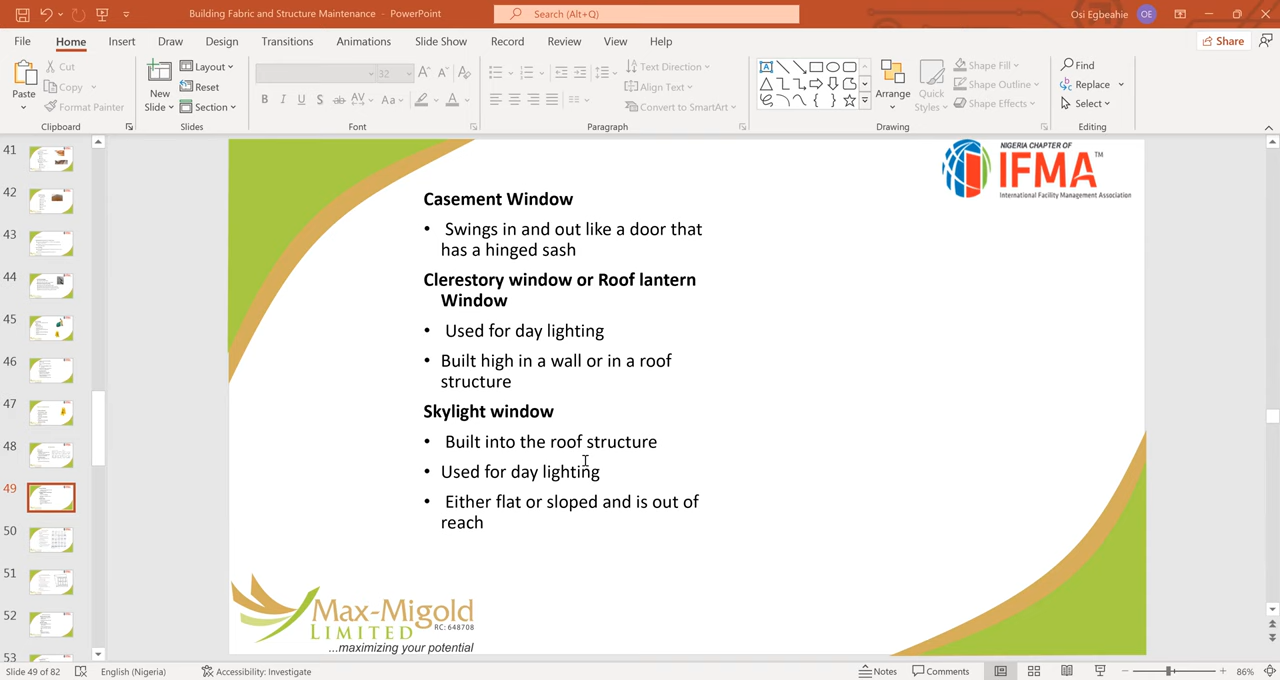 Building Fabric and Structure Maintenance - PowerPoint
Search (Alt+Q)
Osi Egbeahie
OE
File Home Insert Draw Design Transitions Animations Slide Show Record Review View Help
Share
Paste
Cut
Copy
Format Painter
Clipboard
New Slide
Layout
Reset
Section
Slides
32
B I U S ab AV Aa A
Font
Text Direction
Align Text
Convert to SmartArt
Paragraph
Arrange
Quick Styles
Shape Fill
Shape Outline
Shape Effects
Drawing
Find
Replace
Select
Editing
41
42
43
44
45
46
47
48
49
50
51
52
53
NIGERIA CHAPTER OF
IFMA™
International Facility Management Association
Casement Window
• Swings in and out like a door that
has a hinged sash
Clerestory window or Roof lantern
Window
• Used for day lighting
• Built high in a wall or in a roof
structure
Skylight window
• Built into the roof structure
• Used for day lighting
• Either flat or sloped and is out of
reach
Max-Migold
LIMITED
RC: 648708
...maximizing your potential
Slide 49 of 82
English (Nigeria)
Accessibility: Investigate
Notes
Comments
86%